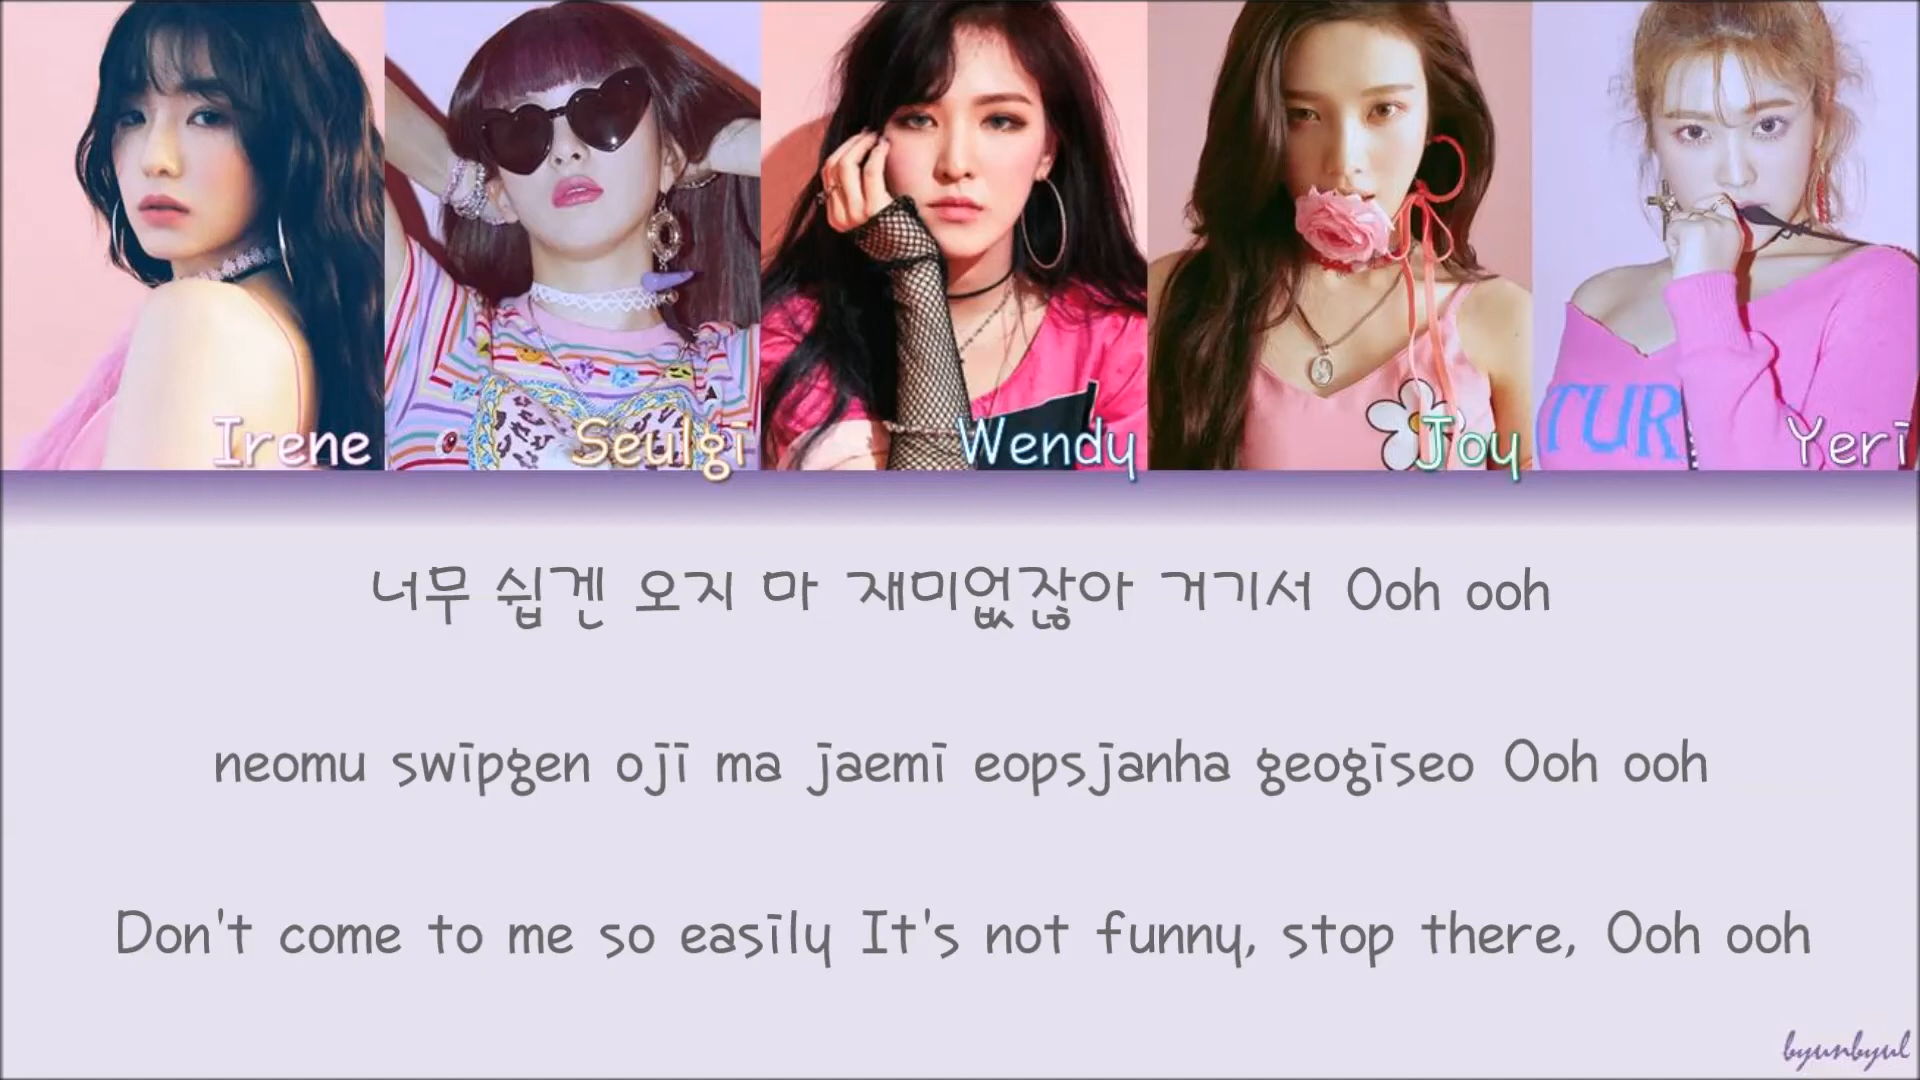 Irene
Seulgi
Wendy
Joy
TUR
Yeri
너무 쉽겐 오지 마 재미없잖아 거기서 Ooh ooh
neomu swipgen oji ma jaemi eopsjanha geogiseo Ooh ooh
Don't come to me so easily It's not funny, stop there, Ooh ooh
byunbyul